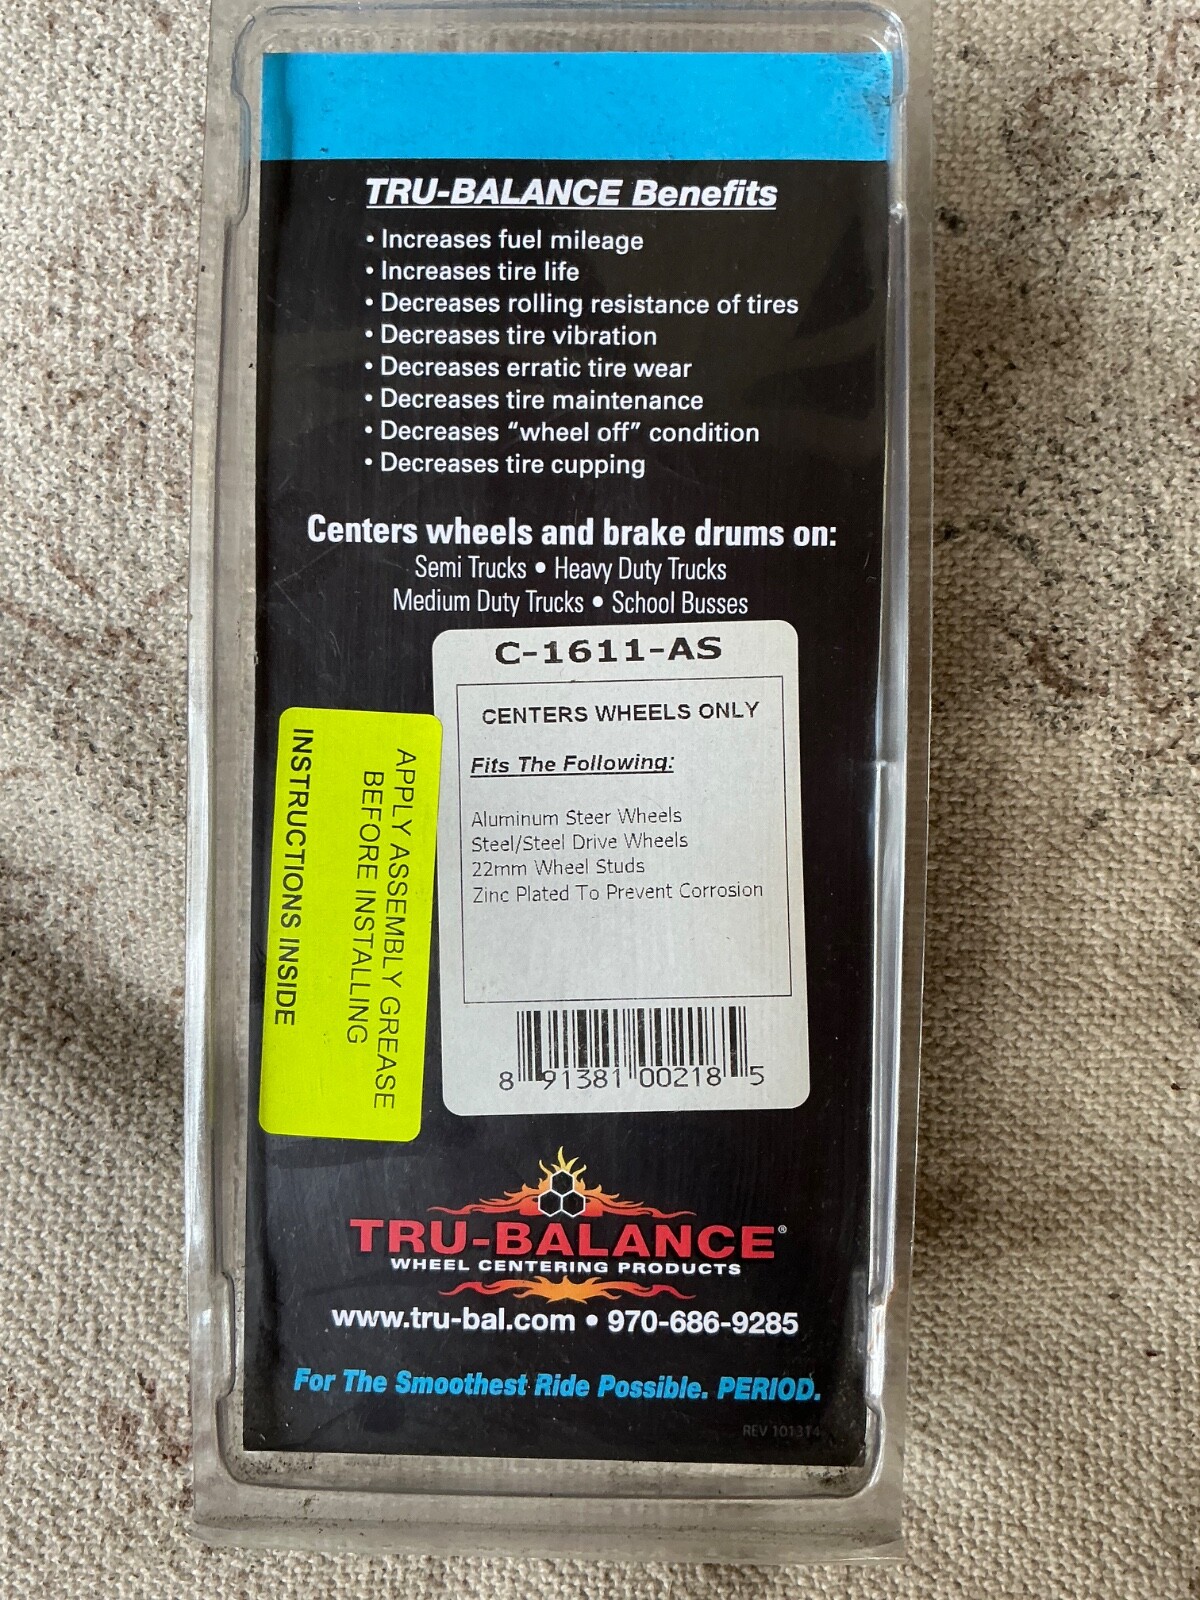 TRU-BALANCE Benefits
• Increases fuel mileage
• Increases tire life
• Decreases rolling resistance of tires
• Decreases tire vibration
• Decreases erratic tire wear
• Decreases tire maintenance
• Decreases “wheel off” condition
• Decreases tire cupping
Centers wheels and brake drums on:
Semi Trucks • Heavy Duty Trucks
Medium Duty Trucks • School Busses
C-1611-AS
CENTERS WHEELS ONLY
Fits The Following:
Aluminum Steer Wheels
Steel/Steel Drive Wheels
22mm Wheel Studs
Zinc Plated To Prevent Corrosion
8 91381 00218 5
APPLY ASSEMBLY GREASE
BEFORE INSTALLING
INSTRUCTIONS INSIDE
TRU-BALANCE®
WHEEL CENTERING PRODUCTS
www.tru-bal.com • 970-686-9285
For The Smoothest Ride Possible. PERIOD.
REV 101314